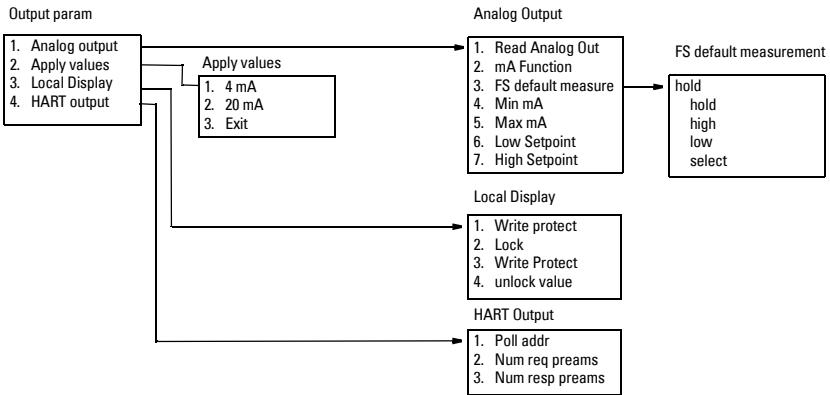 Output param
1. Analog output
2. Apply values
3. Local Display
4. HART output
Apply values
1. 4 mA
2. 20 mA
3. Exit
Analog Output
1. Read Analog Out
2. mA Function
3. FS default measure
4. Min mA
5. Max mA
6. Low Setpoint
7. High Setpoint
FS default measurement
hold
hold
high
low
select
Local Display
1. Write protect
2. Lock
3. Write Protect
4. unlock value
HART Output
1. Poll addr
2. Num req preams
3. Num resp preams